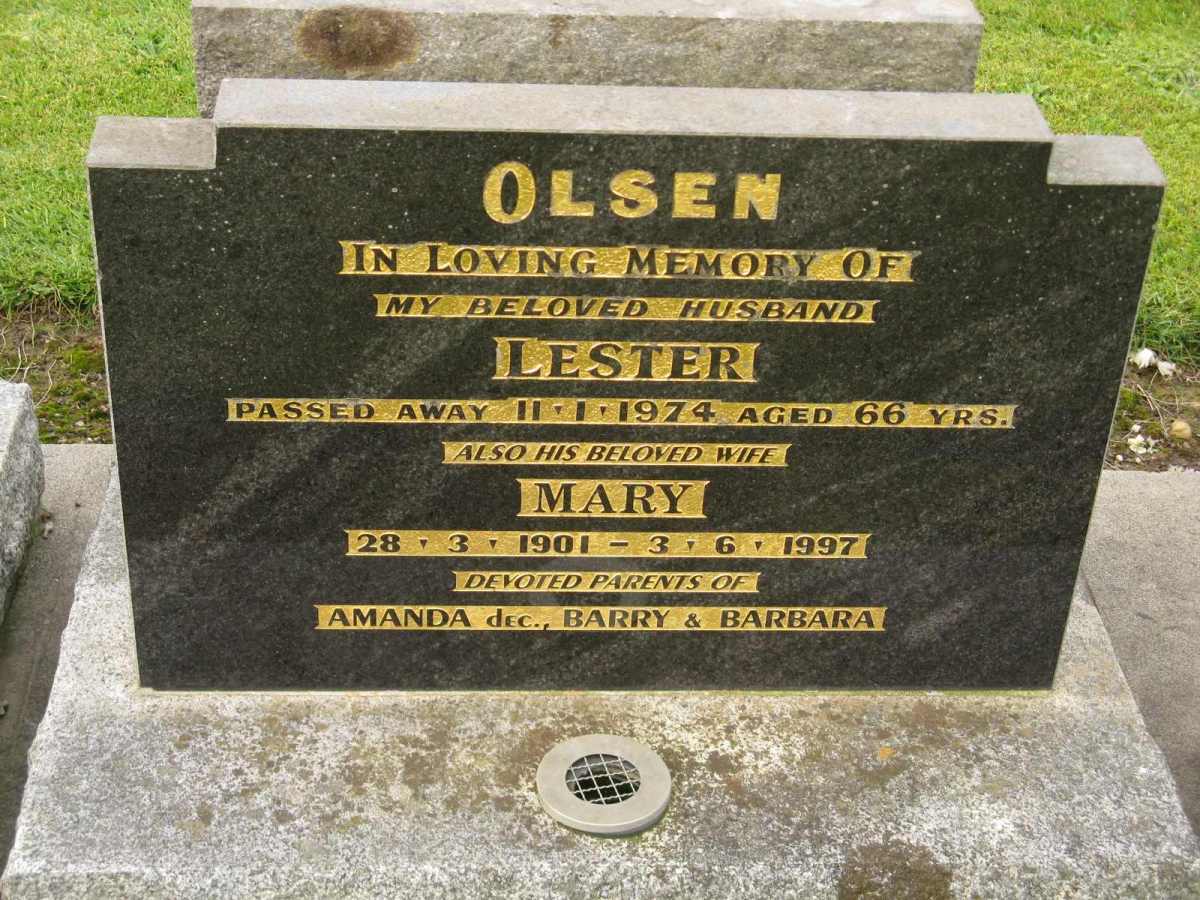 OLSEN
IN LOVING MEMORY OF
MY BELOVED HUSBAND
LESTER
PASSED AWAY 11·1·1974 AGED 66 YRS.
ALSO HIS BELOVED WIFE
MARY
28·3·1901 – 3·6·1997
DEVOTED PARENTS OF
AMANDA dec., BARRY & BARBARA